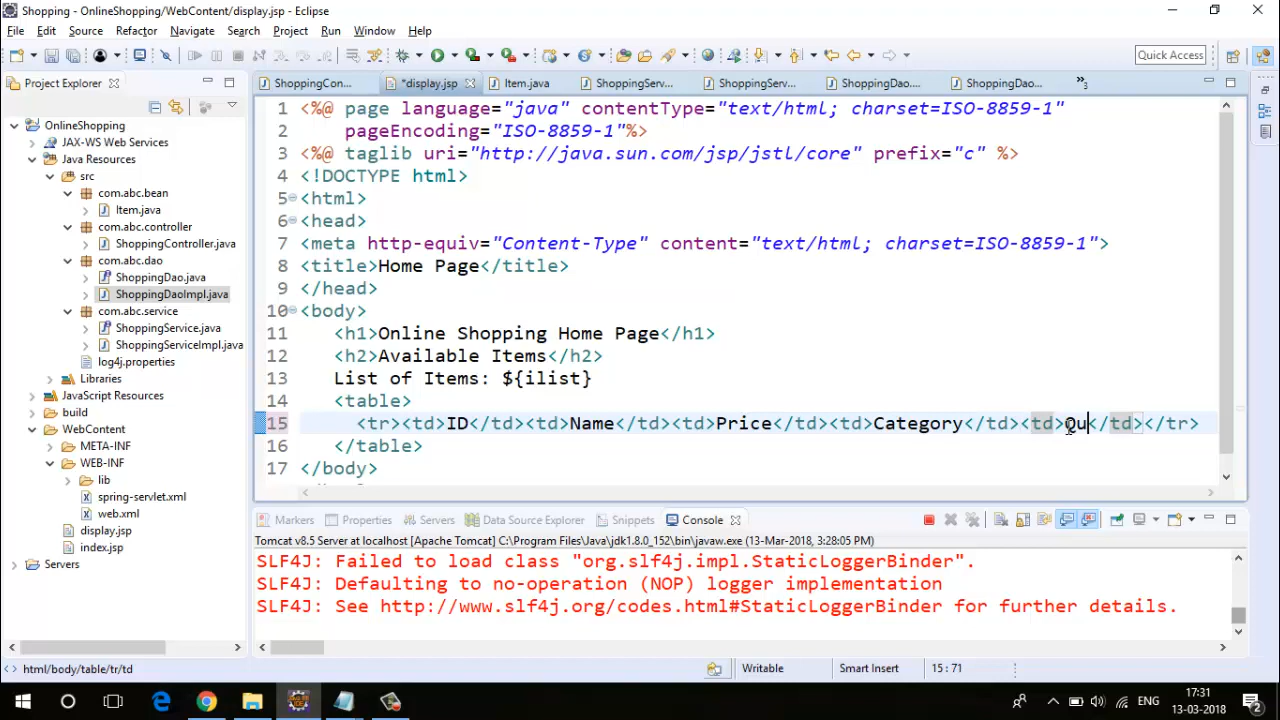 Shopping - OnlineShopping/WebContent/display.jsp - Eclipse
File Edit Source Refactor Navigate Search Project Run Window Help
Quick Access
Project Explorer
ShoppingCon... *display.jsp Item.java ShoppingServ... ShoppingServ... ShoppingDao.... ShoppingDao... »3
OnlineShopping
JAX-WS Web Services
Java Resources
src
com.abc.bean
Item.java
com.abc.controller
ShoppingController.java
com.abc.dao
ShoppingDao.java
ShoppingDaoImpl.java
com.abc.service
ShoppingService.java
ShoppingServiceImpl.java
log4j.properties
Libraries
JavaScript Resources
build
WebContent
META-INF
WEB-INF
lib
spring-servlet.xml
web.xml
display.jsp
index.jsp
Servers
1 <%@ page language="java" contentType="text/html; charset=ISO-8859-1"
2 pageEncoding="ISO-8859-1"%>
3 <%@ taglib uri="http://java.sun.com/jsp/jstl/core" prefix="c" %>
4 <!DOCTYPE html>
5 <html>
6 <head>
7 <meta http-equiv="Content-Type" content="text/html; charset=ISO-8859-1">
8 <title>Home Page</title>
9 </head>
10 <body>
11 <h1>Online Shopping Home Page</h1>
12 <h2>Available Items</h2>
13 List of Items: ${ilist}
14 <table>
15 <tr><td>ID</td><td>Name</td><td>Price</td><td>Category</td><td>Qu</td></tr>
16 </table>
17 </body>
Markers Properties Servers Data Source Explorer Snippets Console
Tomcat v8.5 Server at localhost [Apache Tomcat] C:\Program Files\Java\jdk1.8.0_152\bin\javaw.exe (13-Mar-2018, 3:28:05 PM)
SLF4J: Failed to load class "org.slf4j.impl.StaticLoggerBinder".
SLF4J: Defaulting to no-operation (NOP) logger implementation
SLF4J: See http://www.slf4j.org/codes.html#StaticLoggerBinder for further details.
html/body/table/tr/td
Writable Smart Insert 15 : 71
ENG
17:31
13-03-2018
2